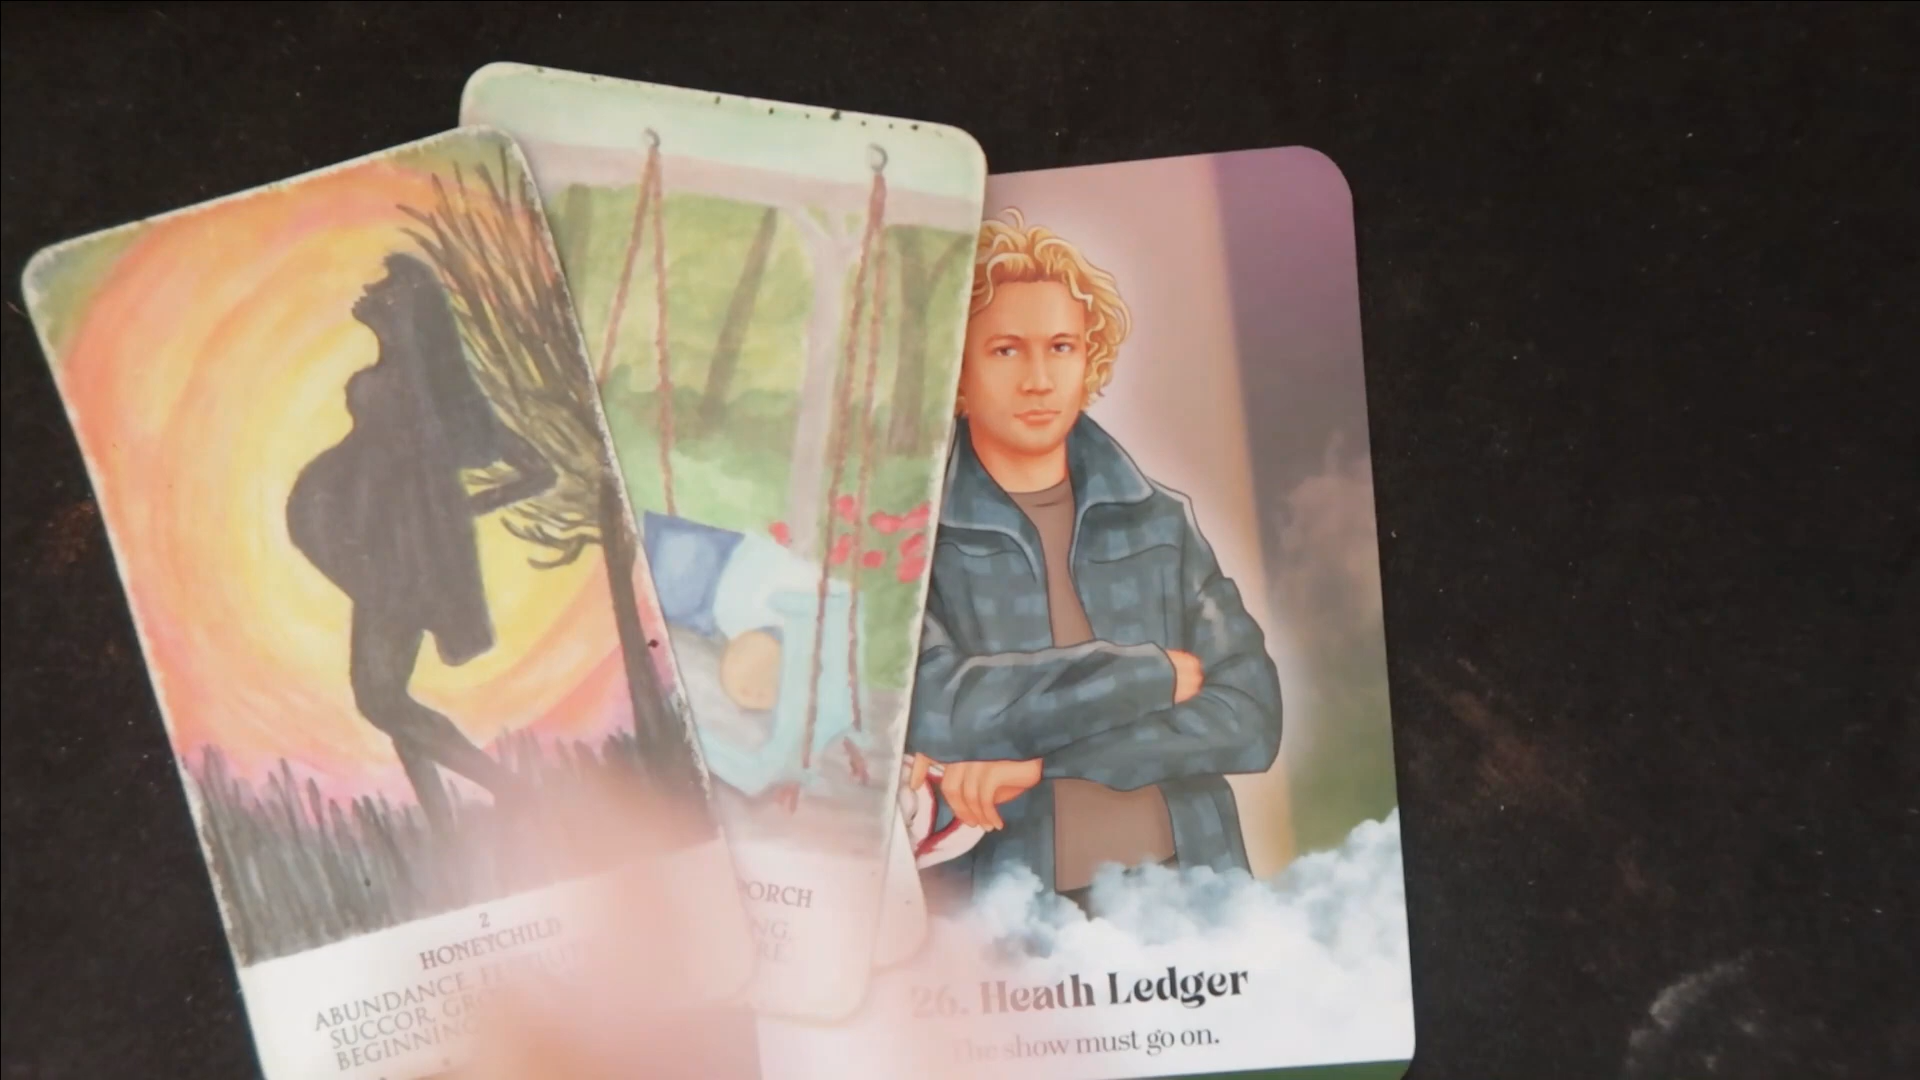 2
HONEYCHILD
ABUNDANCE,
SUCCOR,
BEGINNING
PORCH
26. Heath Ledger
The show must go on.